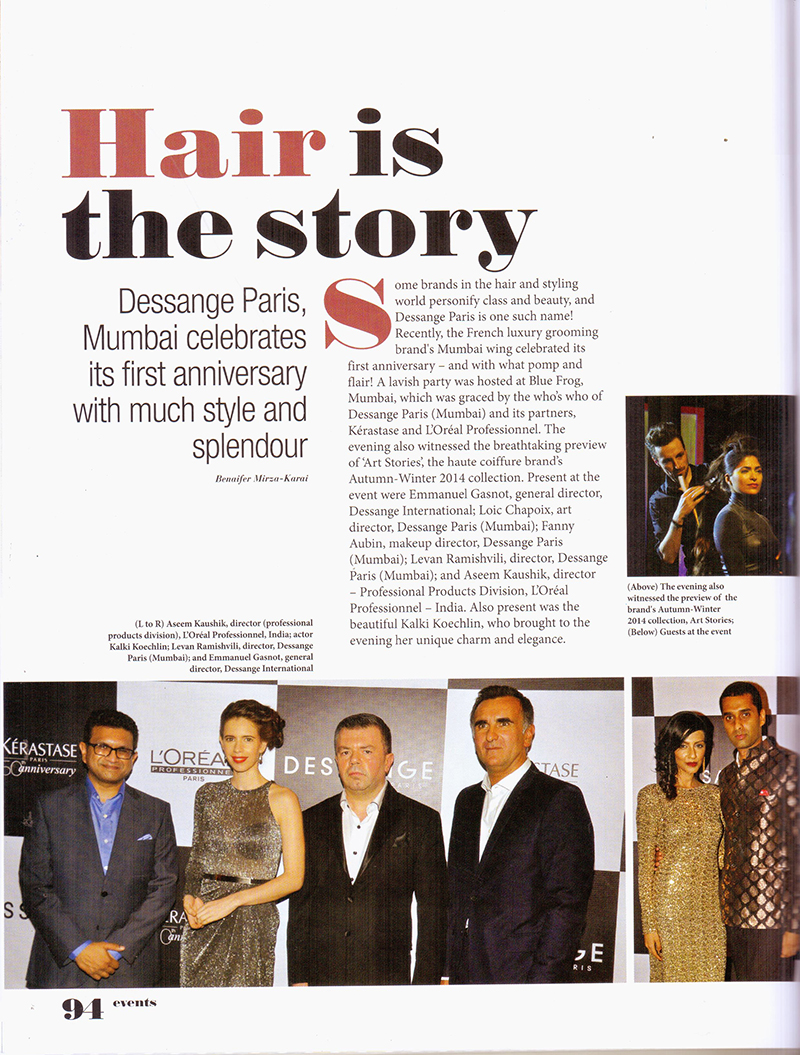 Hair is
the story
Dessange Paris,
Mumbai celebrates
its first anniversary
with much style and
splendour
Benaifer Mirza-Karai
Some brands in the hair and styling
world personify class and beauty, and
Dessange Paris is one such name!
Recently, the French luxury grooming
brand's Mumbai wing celebrated its
first anniversary – and with what pomp and
flair! A lavish party was hosted at Blue Frog,
Mumbai, which was graced by the who's who of
Dessange Paris (Mumbai) and its partners,
Kérastase and L'Oréal Professionnel. The
evening also witnessed the breathtaking preview
of 'Art Stories', the haute coiffure brand's
Autumn-Winter 2014 collection. Present at the
event were Emmanuel Gasnot, general director,
Dessange International; Loic Chapoix, art
director, Dessange Paris (Mumbai); Fanny
Aubin, makeup director, Dessange Paris
(Mumbai); Levan Ramishvili, director, Dessange
Paris (Mumbai); and Aseem Kaushik, director
– Professional Products Division, L'Oréal
Professionnel – India. Also present was the
beautiful Kalki Koechlin, who brought to the
evening her unique charm and elegance.
(Above) The evening also
witnessed the preview of the
brand's Autumn-Winter
2014 collection, Art Stories;
(Below) Guests at the event
(L to R) Aseem Kaushik, director (professional
products division), L'Oréal Professionnel, India; actor
Kalki Koechlin; Levan Ramishvili, director, Dessange
Paris (Mumbai); and Emmanuel Gasnot, general
director, Dessange International
KÉRASTASE
PARIS
anniversary
L'ORÉA
PROFESSIONNE
PARIS
DES GE
PARIS
STASE
SA
SS
ÉRA
anni
GE
RIS
94 events